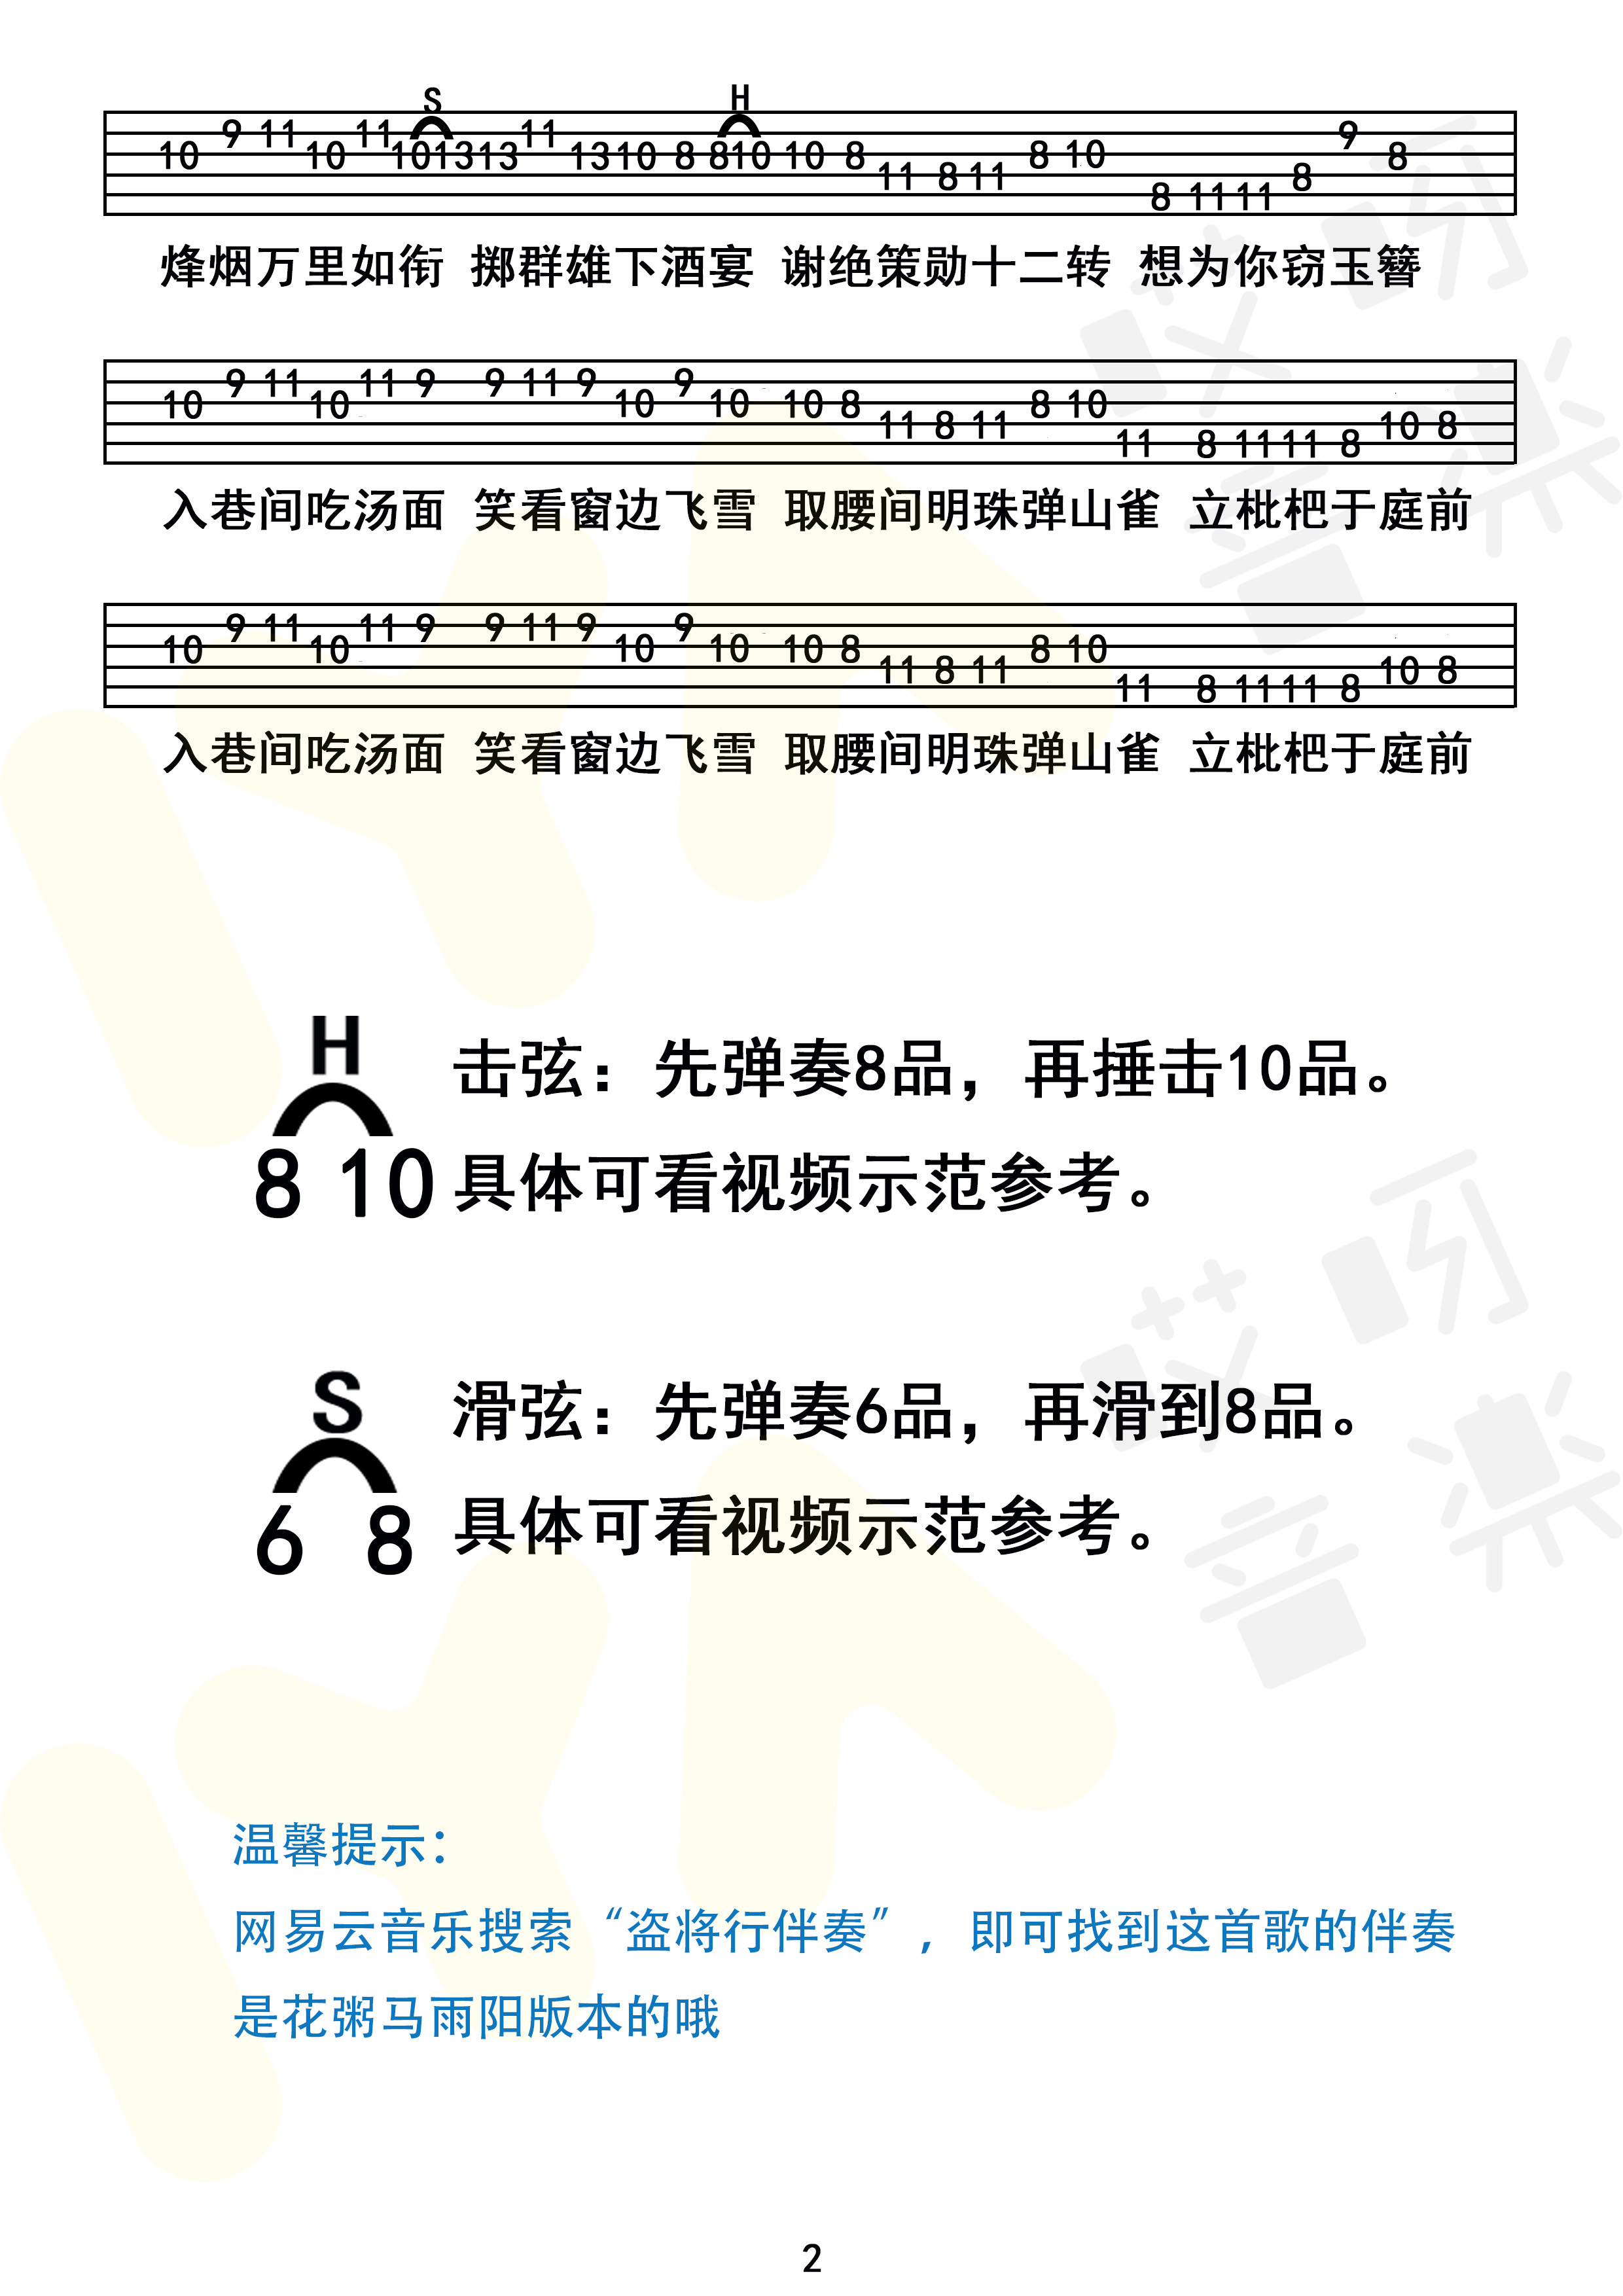 S H
10 9 11 10 11 10 13 13 11 13 10 8 8 10 10 8 11 8 11 8 10 8 11 11 8 9 8
烽烟万里如衔 掷群雄下酒宴 谢绝策勋十二转 想为你窃玉簪
10 9 11 10 11 9 9 11 9 10 9 10 10 8 11 8 11 8 10 11 8 11 11 8 10 8
入巷间吃汤面 笑看窗边飞雪 取腰间明珠弹山雀 立枇杷于庭前
10 9 11 10 11 9 9 11 9 10 9 10 10 8 11 8 11 8 10 11 8 11 11 8 10 8
入巷间吃汤面 笑看窗边飞雪 取腰间明珠弹山雀 立枇杷于庭前
H
击弦：先弹奏8品，再捶击10品。
8 10 具体可看视频示范参考。
S
滑弦：先弹奏6品，再滑到8品。
6 8 具体可看视频示范参考。
温馨提示：
网易云音乐搜索“盗将行伴奏”，即可找到这首歌的伴奏
是花粥马雨阳版本的哦
2